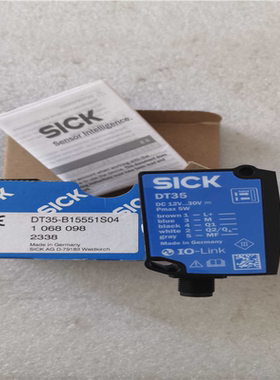 SICK
Sensor Intelligence.
DT35-B15551S04
1 068 098
2338
Made in Germany
SICK AG D-79183 Waldkirch
SICK
DT35
DC 12V...30V
Pmax 5W
brown 1 – L+
blue 3 – M
black 4 – Q1
white 2 – Q2/Qₐ
gray 5 – MF
Made in Germany
IO-Link